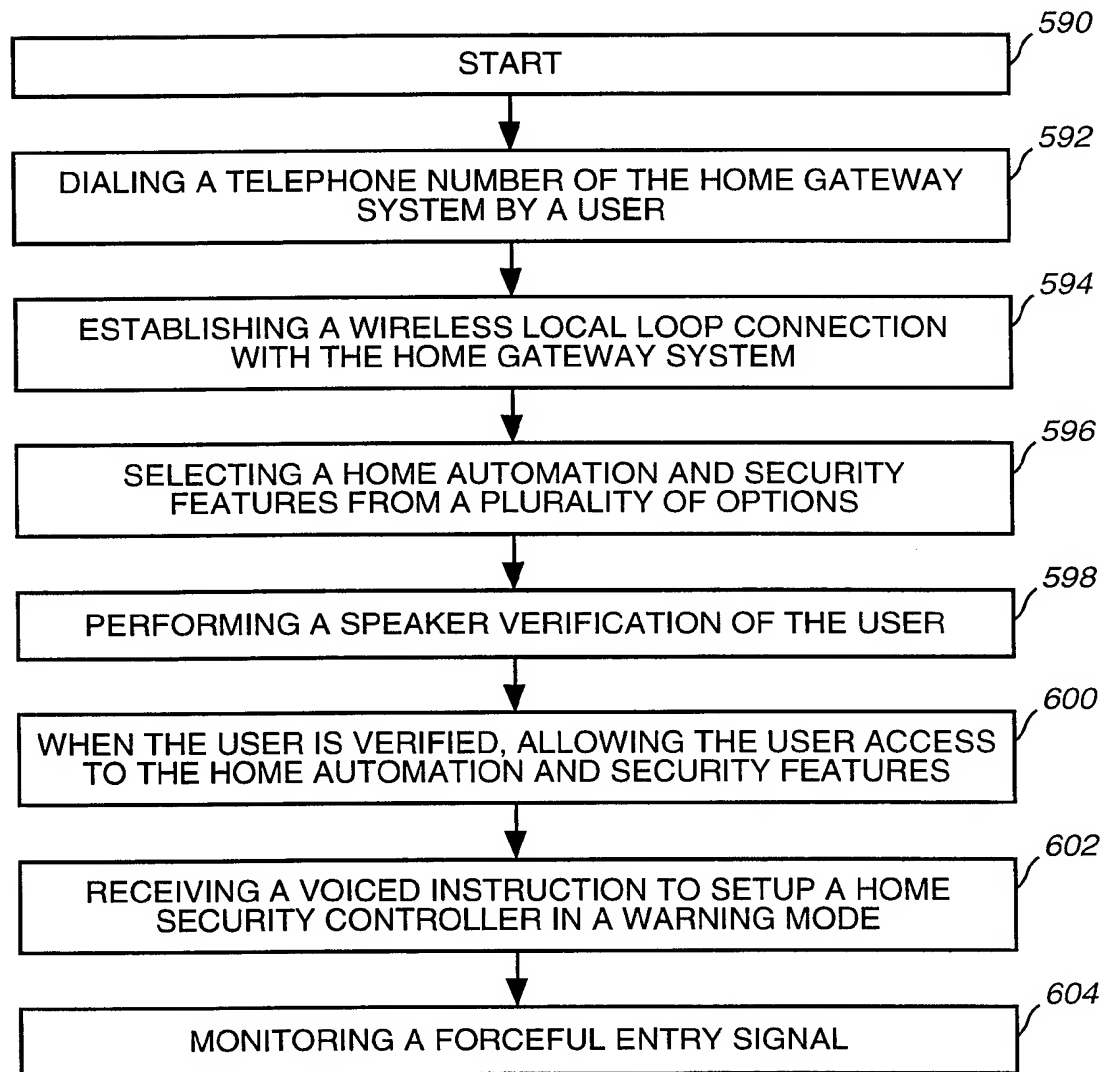 590
START
592
DIALING A TELEPHONE NUMBER OF THE HOME GATEWAY
SYSTEM BY A USER
594
ESTABLISHING A WIRELESS LOCAL LOOP CONNECTION
WITH THE HOME GATEWAY SYSTEM
596
SELECTING A HOME AUTOMATION AND SECURITY
FEATURES FROM A PLURALITY OF OPTIONS
598
PERFORMING A SPEAKER VERIFICATION OF THE USER
600
WHEN THE USER IS VERIFIED, ALLOWING THE USER ACCESS
TO THE HOME AUTOMATION AND SECURITY FEATURES
602
RECEIVING A VOICED INSTRUCTION TO SETUP A HOME
SECURITY CONTROLLER IN A WARNING MODE
604
MONITORING A FORCEFUL ENTRY SIGNAL